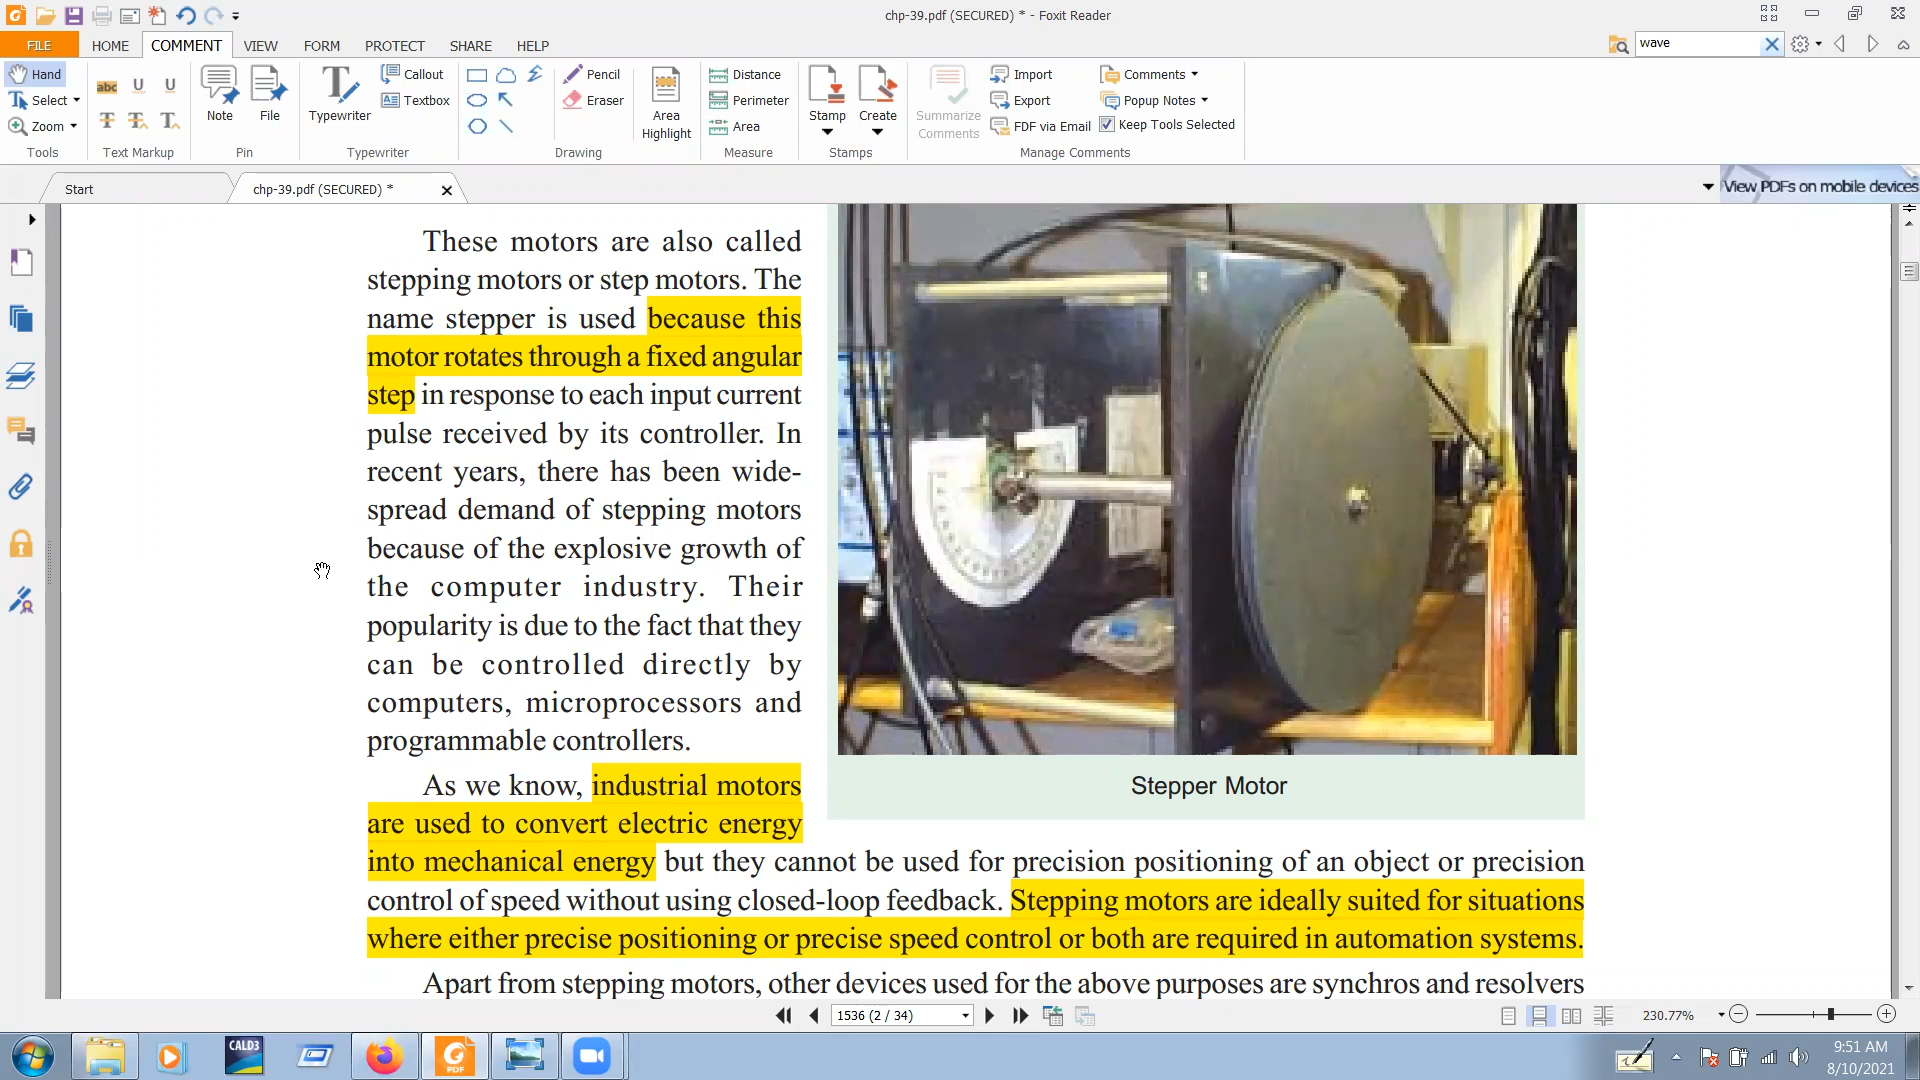 chp-39.pdf (SECURED) * - Foxit Reader
FILE HOME COMMENT VIEW FORM PROTECT SHARE HELP
wave
Hand
Select
Zoom
Tools
abc U U
T T T
Text Markup
Note File
Pin
Typewriter
Callout
Textbox
Typewriter
Drawing
Pencil
Eraser
Area
Highlight
Distance
Perimeter
Area
Measure
Stamp Create
Stamps
Summarize
Comments
Import
Export
FDF via Email
Comments
Popup Notes
Keep Tools Selected
Manage Comments
Start chp-39.pdf (SECURED) *
View PDFs on mobile devices
These motors are also called
stepping motors or step motors. The
name stepper is used because this
motor rotates through a fixed angular
step in response to each input current
pulse received by its controller. In
recent years, there has been wide-
spread demand of stepping motors
because of the explosive growth of
the computer industry. Their
popularity is due to the fact that they
can be controlled directly by
computers, microprocessors and
programmable controllers.
Stepper Motor
As we know, industrial motors
are used to convert electric energy
into mechanical energy but they cannot be used for precision positioning of an object or precision
control of speed without using closed-loop feedback. Stepping motors are ideally suited for situations
where either precise positioning or precise speed control or both are required in automation systems.
Apart from stepping motors, other devices used for the above purposes are synchros and resolvers
1536 (2 / 34)
230.77%
CALD3
PDF
9:51 AM
8/10/2021